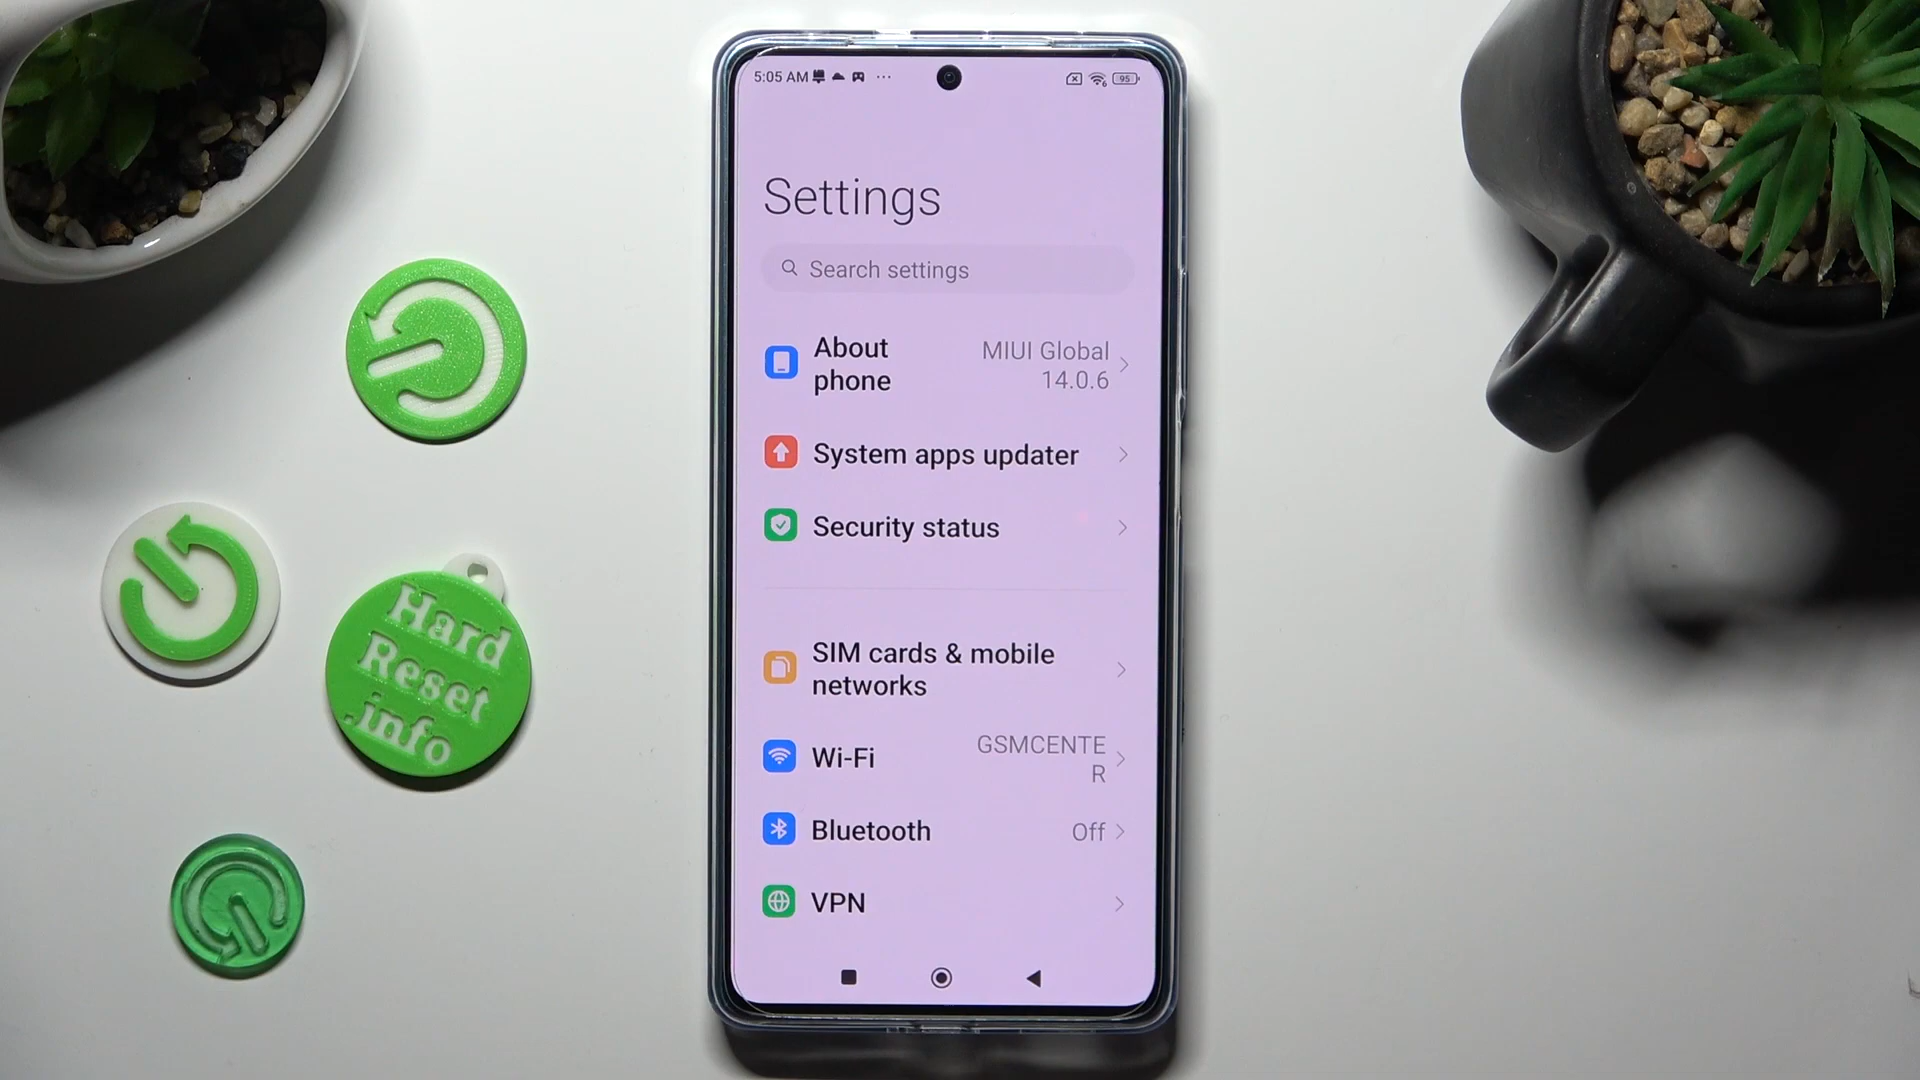 5:05 AM
95
Settings
Search settings
About
phone
MIUI Global
14.0.6
System apps updater
Security status
SIM cards & mobile
networks
Wi-Fi
GSMCENTE
R
Bluetooth
Off
VPN
Hard
Reset
.info